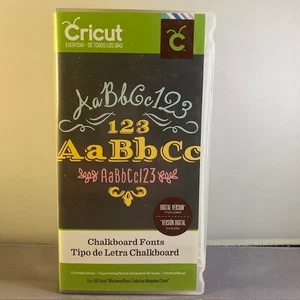 Cricut
EVERYDAY • DE TODOS LOS DÍAS
C
AaBbCc123
123
AaBbCc
AaBbCc123
DIGITAL VERSION
INCLUDED
VERSIÓN DIGITAL
Chalkboard Fonts
Tipo de Letra Chalkboard